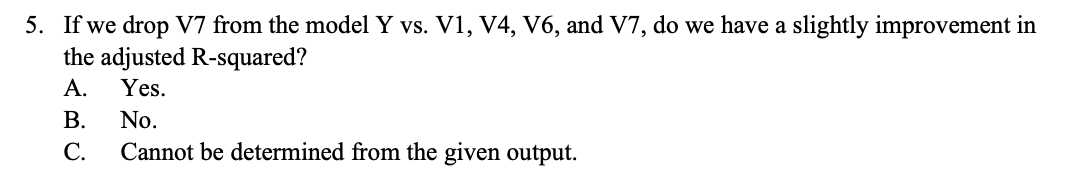 5. If we drop V7 from the model Y vs. V1, V4, V6, and V7, do we have a slightly improvement in
the adjusted R-squared?
A. Yes.
B. No.
C. Cannot be determined from the given output.